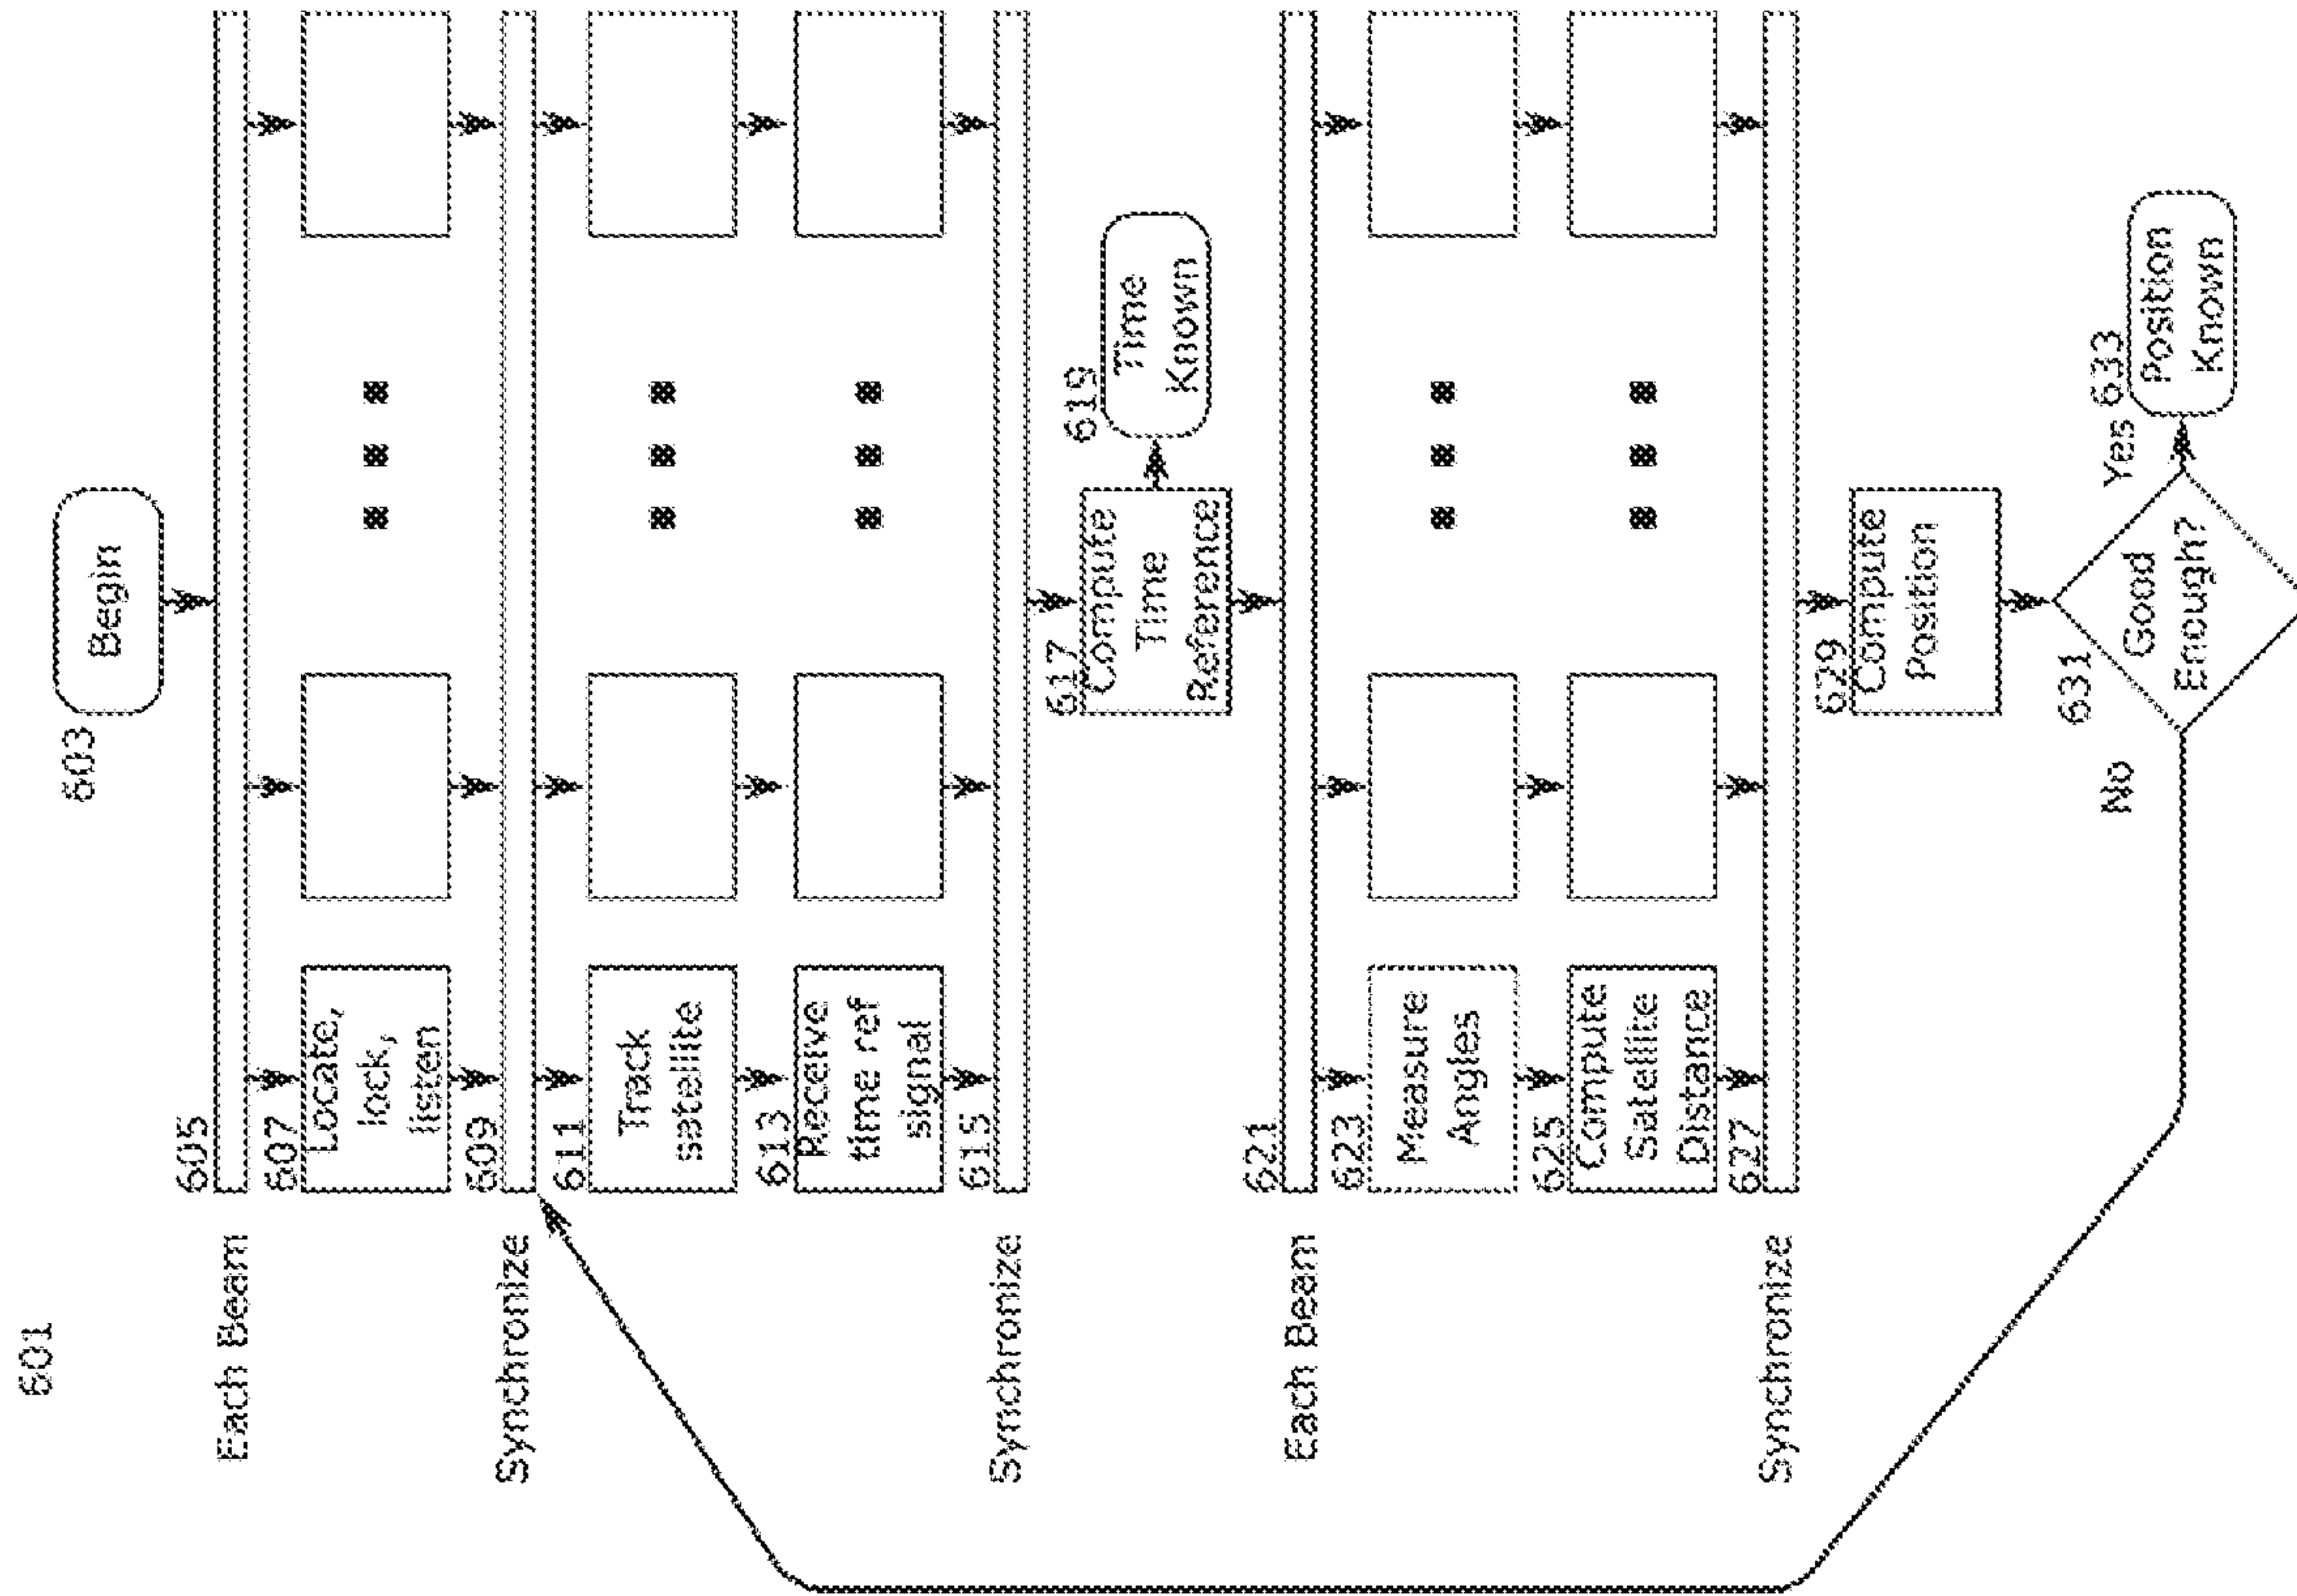 601
603
Begin
605
Each Beam
607
Locate,
lock,
listen
609
Synchronize
611
Track
satellite
613
Receive
time ref
signal
615
Synchronize
617
Compute
Time
Reference
619
Time
Known
621
Each Beam
623
Measure
Angles
625
Compute
Satellite
Distance
627
Synchronize
629
Compute
Position
631
Good
Enough?
No
Yes
633
Position
Known